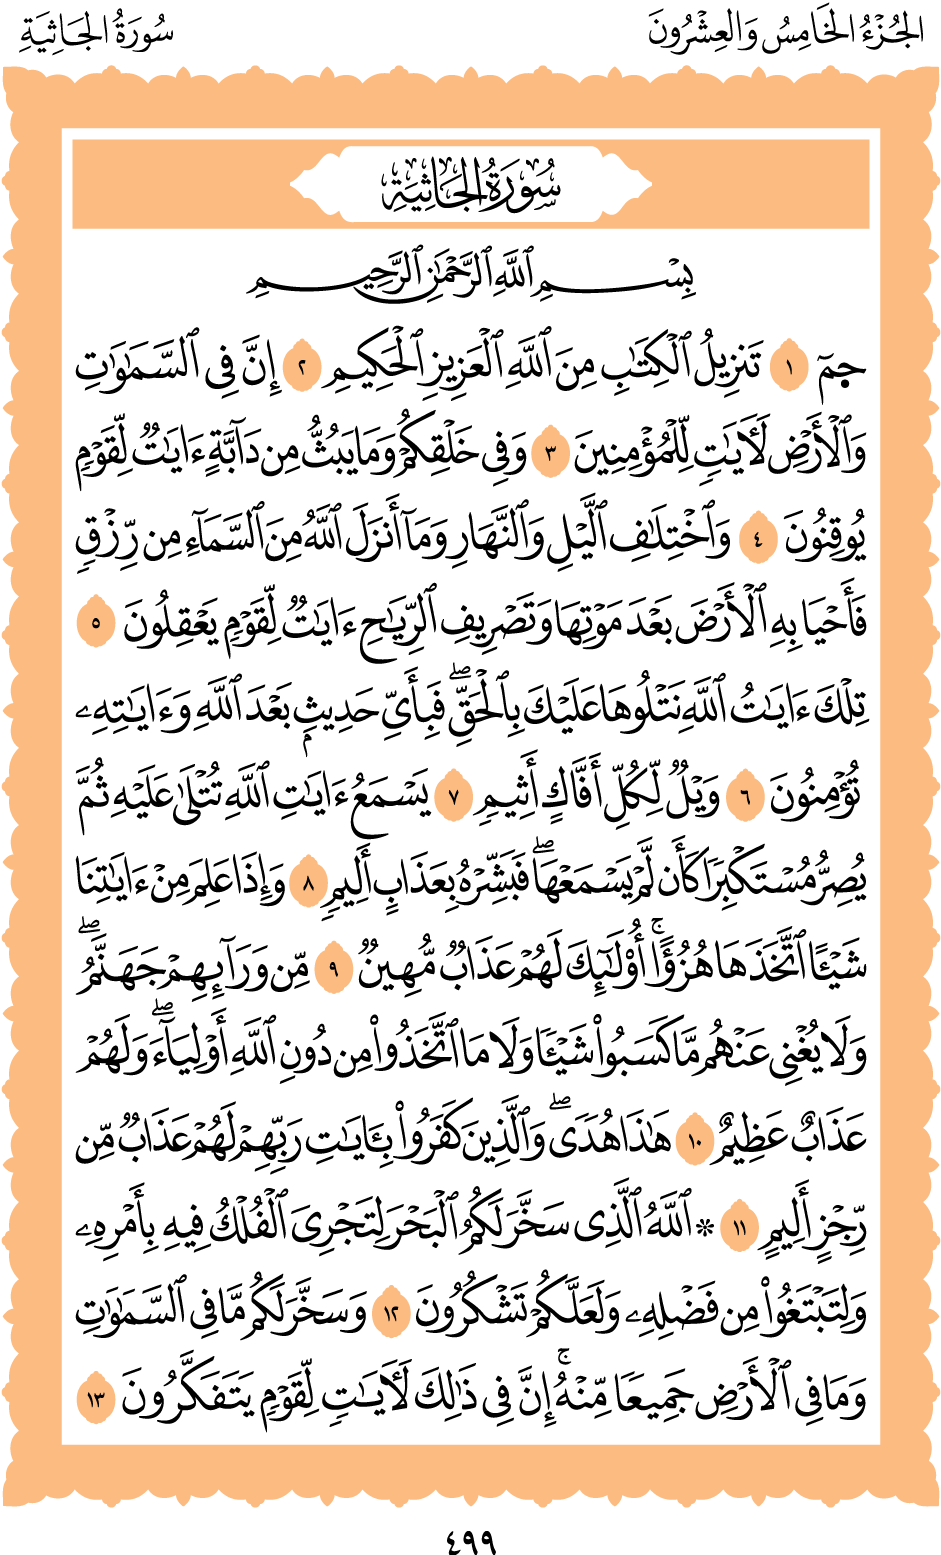 الجُزْءُ الخَامِسُ وَالعِشْرُونَ
سُورَةُ الجَاثِيَةِ
سُورَةُ الجَاثِيَةِ
بِسْمِ ٱللَّهِ ٱلرَّحْمَٰنِ ٱلرَّحِيمِ
حمٓ ١ تَنزِيلُ ٱلْكِتَٰبِ مِنَ ٱللَّهِ ٱلْعَزِيزِ ٱلْحَكِيمِ ٢ إِنَّ فِى ٱلسَّمَٰوَٰتِ
وَٱلْأَرْضِ لَـَٔايَٰتٍ لِّلْمُؤْمِنِينَ ٣ وَفِى خَلْقِكُمْ وَمَا يَبُثُّ مِن دَآبَّةٍ ءَايَٰتٌ لِّقَوْمٍ
يُوقِنُونَ ٤ وَٱخْتِلَٰفِ ٱلَّيْلِ وَٱلنَّهَارِ وَمَآ أَنزَلَ ٱللَّهُ مِنَ ٱلسَّمَآءِ مِن رِّزْقٍ
فَأَحْيَا بِهِ ٱلْأَرْضَ بَعْدَ مَوْتِهَا وَتَصْرِيفِ ٱلرِّيَٰحِ ءَايَٰتٌ لِّقَوْمٍ يَعْقِلُونَ ٥
تِلْكَ ءَايَٰتُ ٱللَّهِ نَتْلُوهَا عَلَيْكَ بِٱلْحَقِّ ۖ فَبِأَىِّ حَدِيثٍۭ بَعْدَ ٱللَّهِ وَءَايَٰتِهِۦ
يُؤْمِنُونَ ٦ وَيْلٌ لِّكُلِّ أَفَّاكٍ أَثِيمٍ ٧ يَسْمَعُ ءَايَٰتِ ٱللَّهِ تُتْلَىٰ عَلَيْهِ ثُمَّ
يُصِرُّ مُسْتَكْبِرًا كَأَن لَّمْ يَسْمَعْهَا ۖ فَبَشِّرْهُ بِعَذَابٍ أَلِيمٍ ٨ وَإِذَا عَلِمَ مِنْ ءَايَٰتِنَا
شَيْـًٔا ٱتَّخَذَهَا هُزُوًا ۚ أُو۟لَٰٓئِكَ لَهُمْ عَذَابٌ مُّهِينٌ ٩ مِّن وَرَآئِهِمْ جَهَنَّمُ ۖ
وَلَا يُغْنِى عَنْهُم مَّا كَسَبُوا۟ شَيْـًٔا وَلَا مَا ٱتَّخَذُوا۟ مِن دُونِ ٱللَّهِ أَوْلِيَآءَ ۖ وَلَهُمْ
عَذَابٌ عَظِيمٌ ١٠ هَٰذَا هُدًى ۖ وَٱلَّذِينَ كَفَرُوا۟ بِـَٔايَٰتِ رَبِّهِمْ لَهُمْ عَذَابٌ مِّن
رِّجْزٍ أَلِيمٍ ١١ ۞ ٱللَّهُ ٱلَّذِى سَخَّرَ لَكُمُ ٱلْبَحْرَ لِتَجْرِىَ ٱلْفُلْكُ فِيهِ بِأَمْرِهِۦ
وَلِتَبْتَغُوا۟ مِن فَضْلِهِۦ وَلَعَلَّكُمْ تَشْكُرُونَ ١٢ وَسَخَّرَ لَكُم مَّا فِى ٱلسَّمَٰوَٰتِ
وَمَا فِى ٱلْأَرْضِ جَمِيعًا مِّنْهُ ۚ إِنَّ فِى ذَٰلِكَ لَـَٔايَٰتٍ لِّقَوْمٍ يَتَفَكَّرُونَ ١٣
٤٩٩